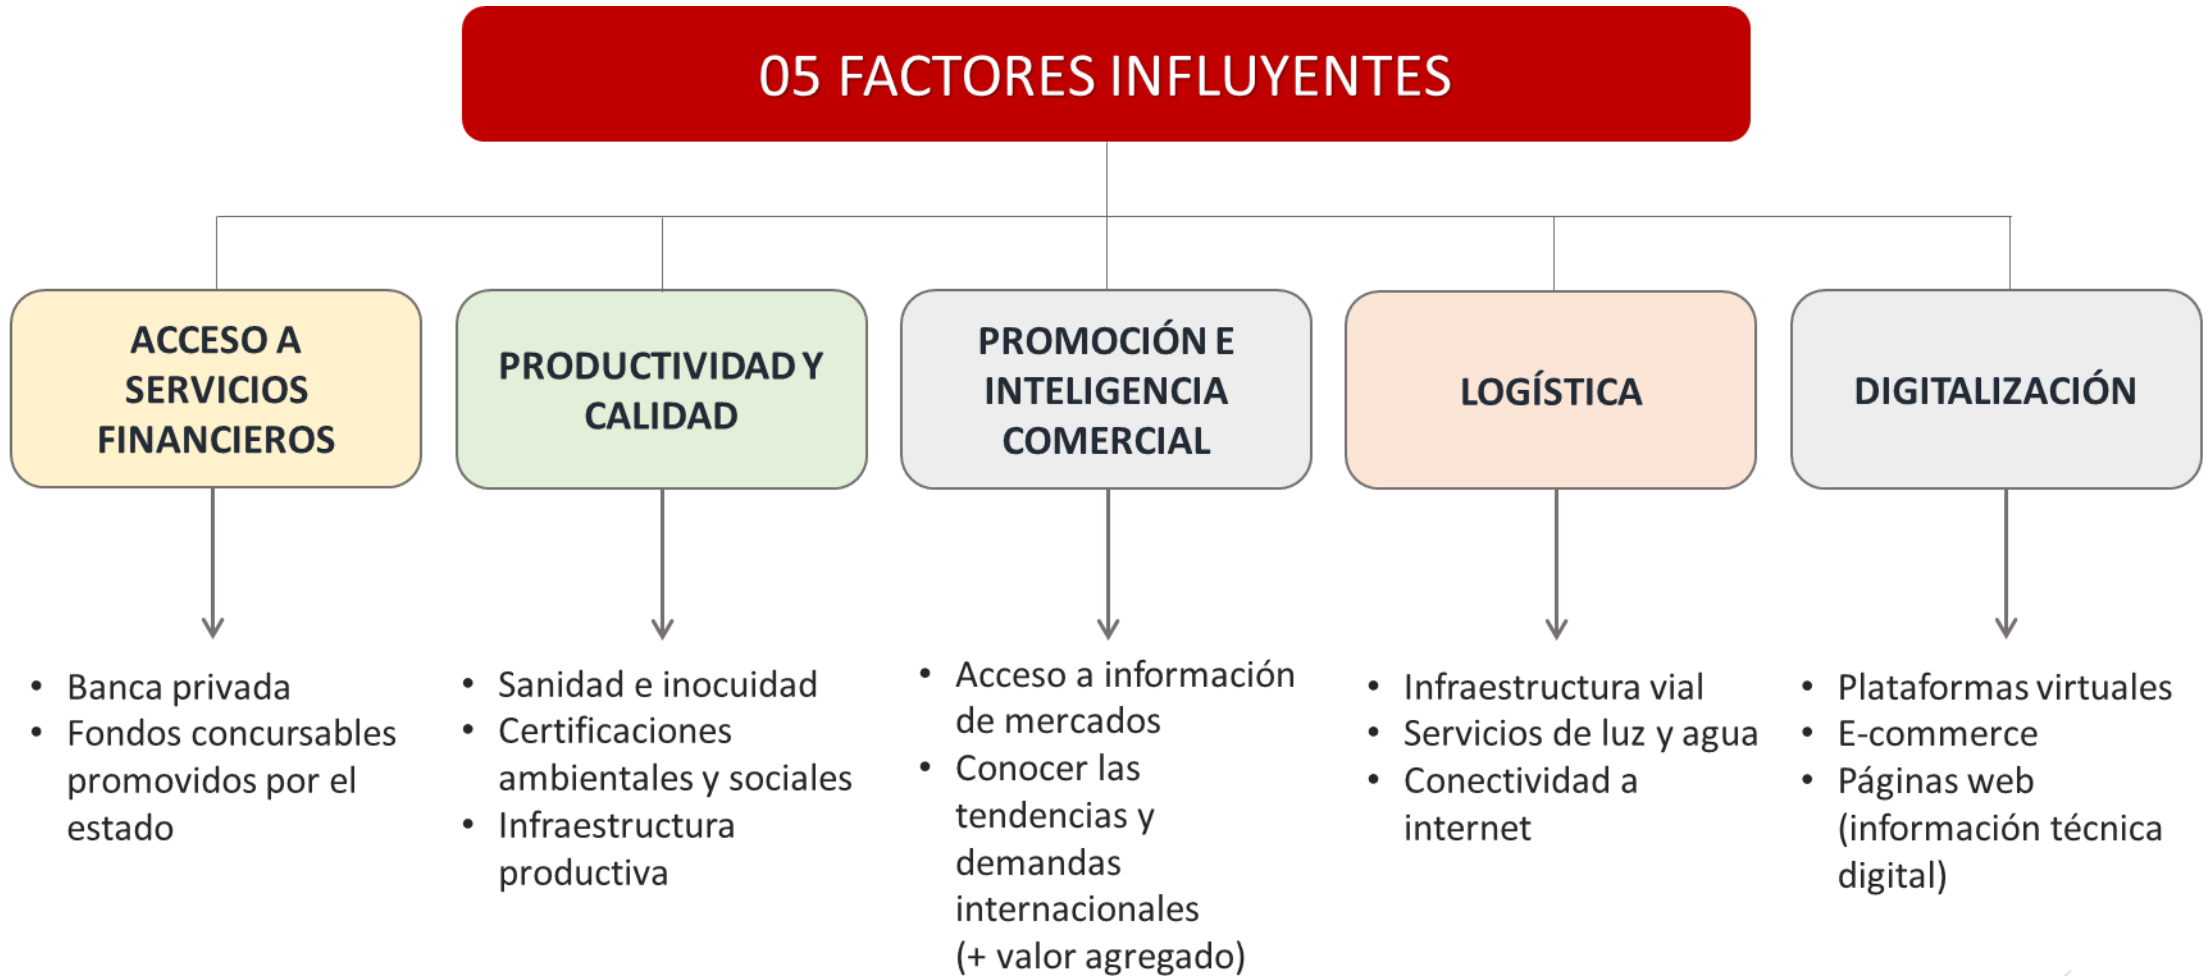 05 FACTORES INFLUYENTES
ACCESO A
SERVICIOS
FINANCIEROS
• Banca privada
• Fondos concursables
promovidos por el
estado
PRODUCTIVIDAD Y
CALIDAD
• Sanidad e inocuidad
• Certificaciones
ambientales y sociales
• Infraestructura
productiva
PROMOCIÓN E
INTELIGENCIA
COMERCIAL
• Acceso a información
de mercados
• Conocer las
tendencias y
demandas
internacionales
(+ valor agregado)
LOGÍSTICA
• Infraestructura vial
• Servicios de luz y agua
• Conectividad a
internet
DIGITALIZACIÓN
• Plataformas virtuales
• E-commerce
• Páginas web
(información técnica
digital)